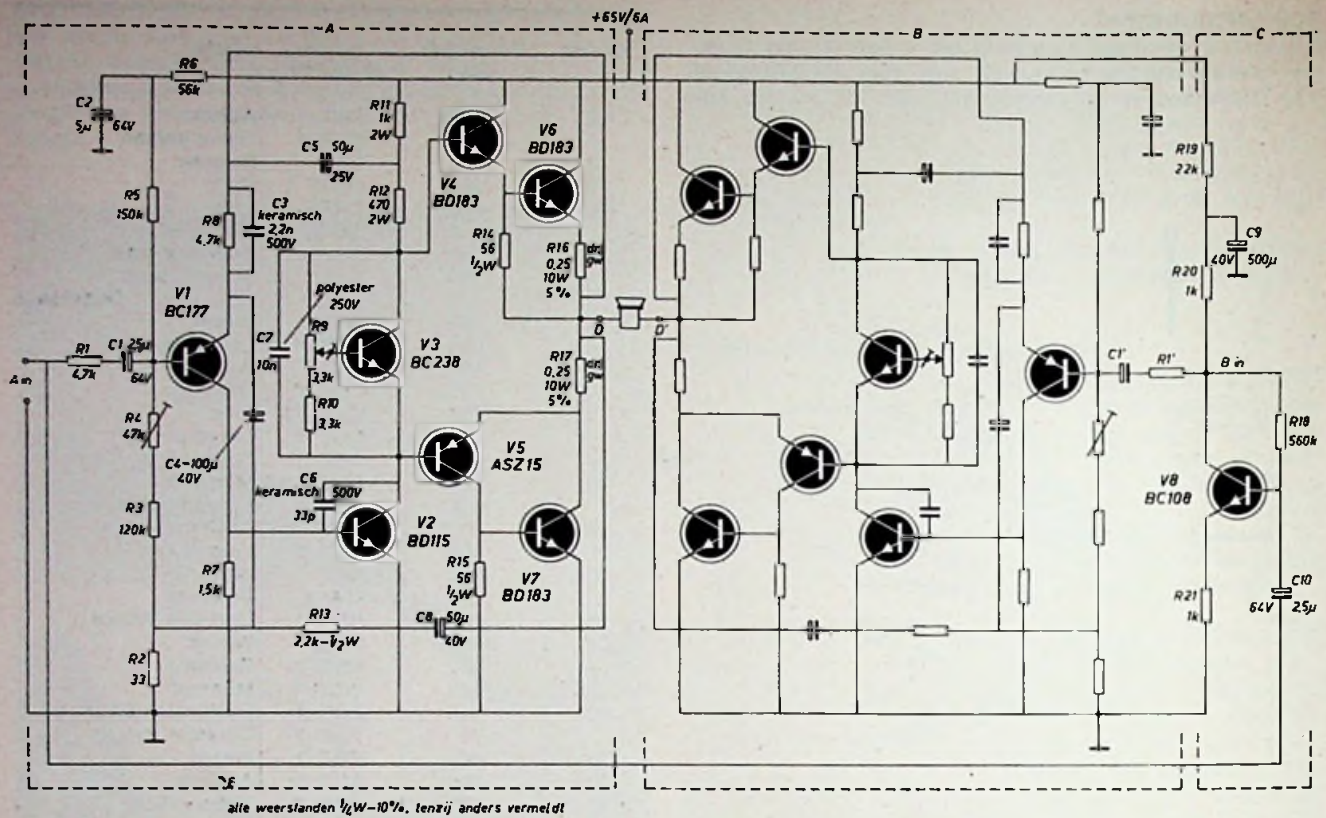 +65V/6A
A
B
C
R6
56k
C2
5µ
64V
R11
1k
2W
C5
50µ
25V
R12
470
2W
V4
BD183
V6
BD183
R5
150k
R8
4,7k
C3
keramisch
2,2n
500V
R14
56
½W
R16
0,25
10W
5%
V1
BC177
polyester
250V
C7
10n
R9
3,3k
V3
BC238
R10
3,3k
D
D'
R17
0,25
10W
5%
A in
R1
4,7k
C1
25µ
64V
R4
47k
C4-100µ
40V
V5
ASZ15
C6
keramisch
500V
33p
V2
BD115
R3
120k
R7
1,5k
R15
56
½W
V7
BD183
R13
2,2k-½W
C8
50µ
40V
R2
33
R19
22k
C9
40V
500µ
R20
1k
C1'
R1'
B in
R18
560k
V8
BC108
R21
1k
C10
64V
25µ
E
alle weerstanden ¼W-10%, tenzij anders vermeldt